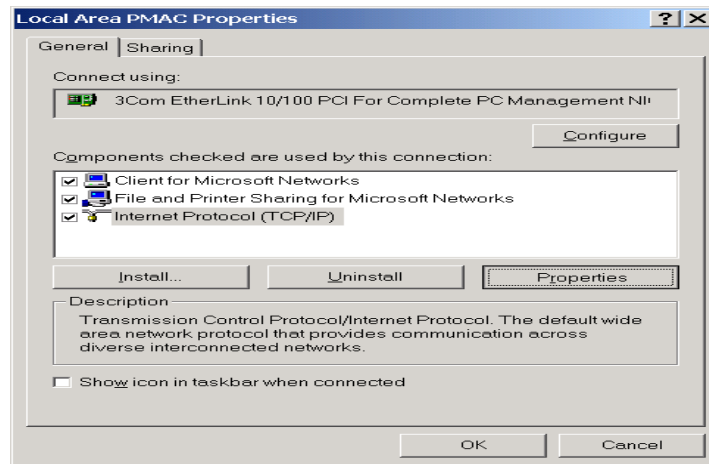 Local Area PMAC Properties
General Sharing
Connect using:
3Com EtherLink 10/100 PCI For Complete PC Management NI
Configure
Components checked are used by this connection:
Client for Microsoft Networks
File and Printer Sharing for Microsoft Networks
Internet Protocol (TCP/IP)
Install... Uninstall Properties
Description
Transmission Control Protocol/Internet Protocol. The default wide
area network protocol that provides communication across
diverse interconnected networks.
Show icon in taskbar when connected
OK Cancel